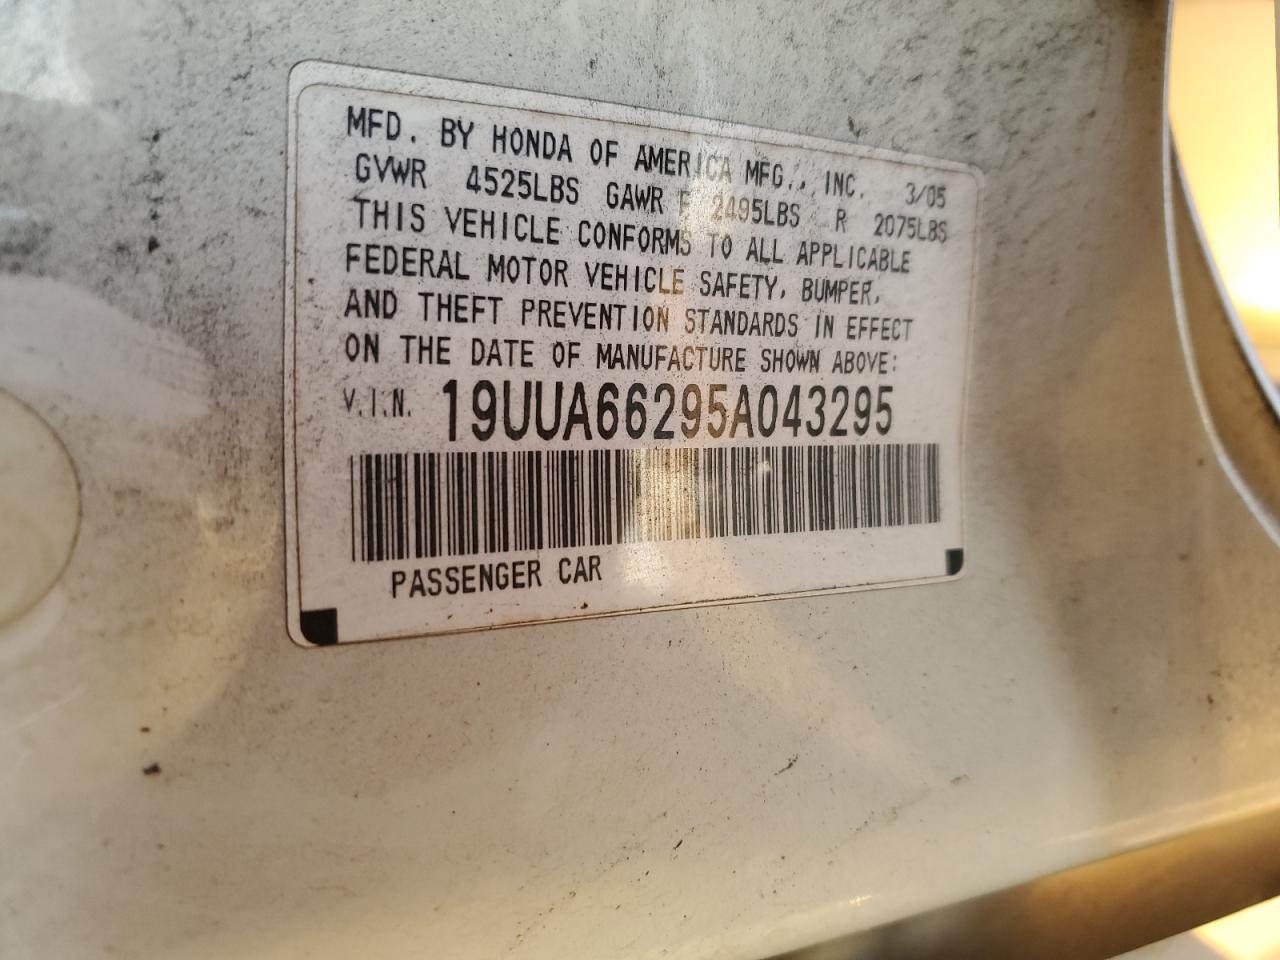 MFD. BY HONDA OF AMERICA MFG., INC. 3/05
GVWR 4525LBS GAWR F 2495LBS R 2075LBS
THIS VEHICLE CONFORMS TO ALL APPLICABLE
FEDERAL MOTOR VEHICLE SAFETY, BUMPER,
AND THEFT PREVENTION STANDARDS IN EFFECT
ON THE DATE OF MANUFACTURE SHOWN ABOVE:
V.I.N. 19UUA66295A043295
PASSENGER CAR